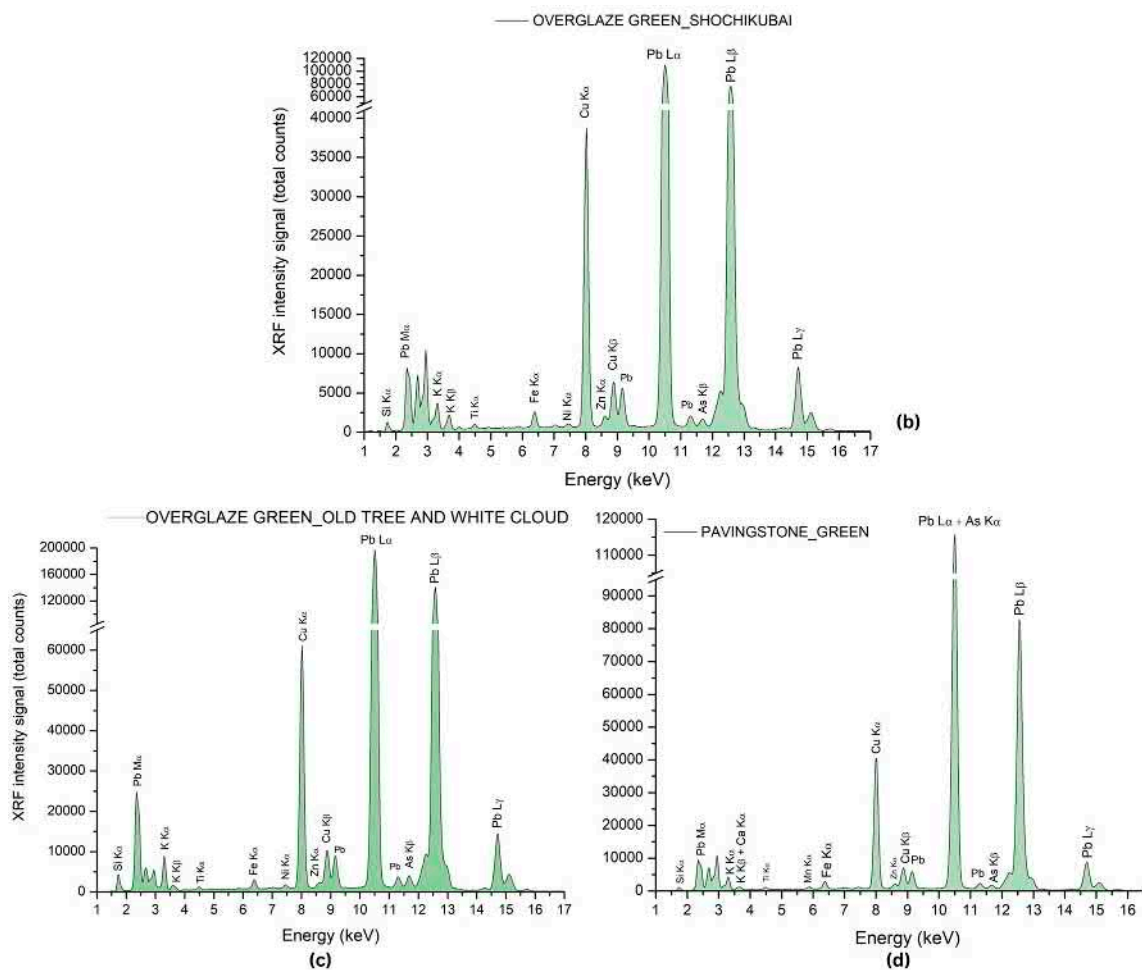 OVERGLAZE GREEN_SHOCHIKUBAI
XRF intensity signal (total counts)
120000
100000
80000
60000
40000
35000
30000
25000
20000
15000
10000
5000
0
Si Kα
Pb Mα
K Kα
K Kβ
Ti Kα
Fe Kα
Ni Kα
Cu Kα
Zn Kα
Cu Kβ
Pb
Pb Lα
Pb
As Kβ
Pb Lβ
Pb Lγ
1 2 3 4 5 6 7 8 9 10 11 12 13 14 15 16 17
Energy (keV)
(b)
OVERGLAZE GREEN_OLD TREE AND WHITE CLOUD
XRF intensity signal (total counts)
200000
160000
120000
60000
50000
40000
30000
20000
10000
0
Si Kα
Pb Mα
K Kα
K Kβ
Ti Kα
Fe Kα
Ni Kα
Cu Kα
Zn Kα
Cu Kβ
Pb
Pb Lα
Pb
As Kβ
Pb Lβ
Pb Lγ
1 2 3 4 5 6 7 8 9 10 11 12 13 14 15 16 17
Energy (keV)
(c)
PAVINGSTONE_GREEN
120000
110000
90000
80000
70000
60000
50000
40000
30000
20000
10000
0
Si Kα
Pb Mα
K Kα
K Kβ + Ca Kα
Ti Kα
Mn Kα
Fe Kα
Cu Kα
Zn Kα
Cu Kβ
Pb
Pb Lα + As Kα
Pb
As Kβ
Pb Lβ
Pb Lγ
1 2 3 4 5 6 7 8 9 10 11 12 13 14 15 16
Energy (keV)
(d)